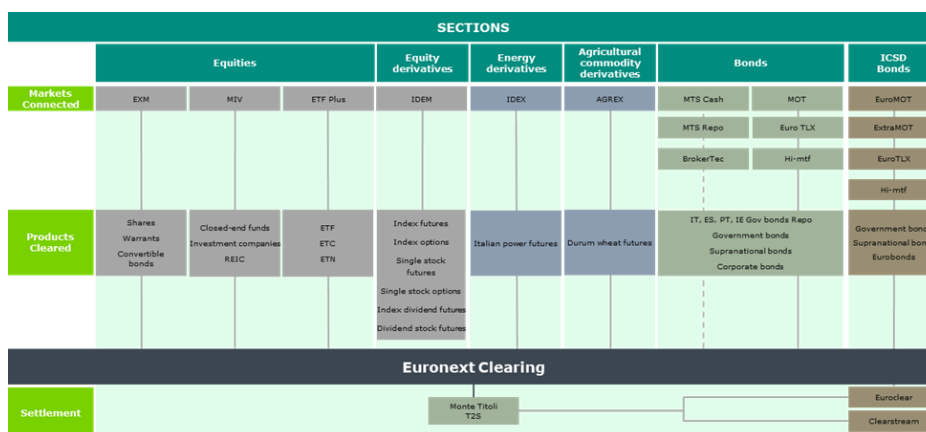 SECTIONS
Equities
Equity
derivatives
Energy
derivatives
Agricultural
commodity
derivatives
Bonds
ICSD
Bonds
Markets
Connected
EXM
MIV
ETF Plus
IDEM
IDEX
AGREX
MTS Cash
MOT
EuroMOT
MTS Repo
Euro TLX
ExtraMOT
BrokerTec
Hi-mtf
EuroTLX
Hi-mtf
Products
Cleared
Shares
Warrants
Convertible
bonds
Closed-end funds
Investment companies
REIC
ETF
ETC
ETN
Index futures
Index options
Single stock
futures
Single stock options
Index dividend futures
Dividend stock futures
Italian power futures
Durum wheat futures
IT, ES, PT, IE Gov bonds Repo
Government bonds
Supranational bonds
Corporate bonds
Government bond
Supranational bon
Eurobonds
Euronext Clearing
Settlement
Monte Titoli
T2S
Euroclear
Clearstream